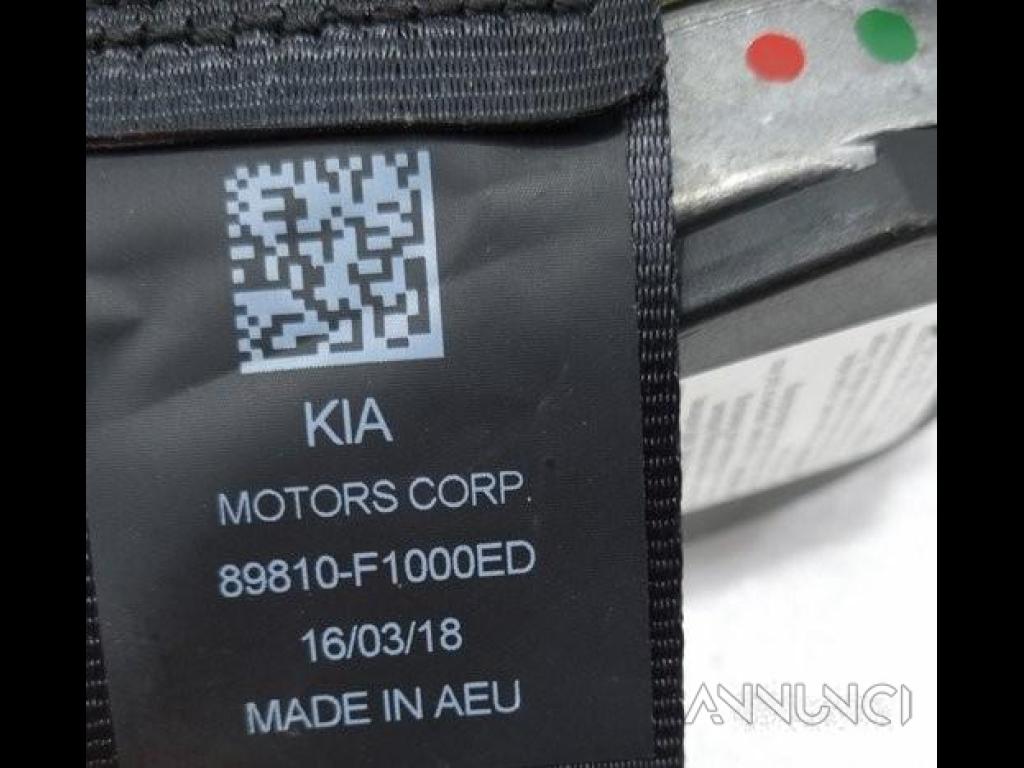 KIA
MOTORS CORP.
89810-F1000ED
16/03/18
MADE IN AEU
ANNUNCI